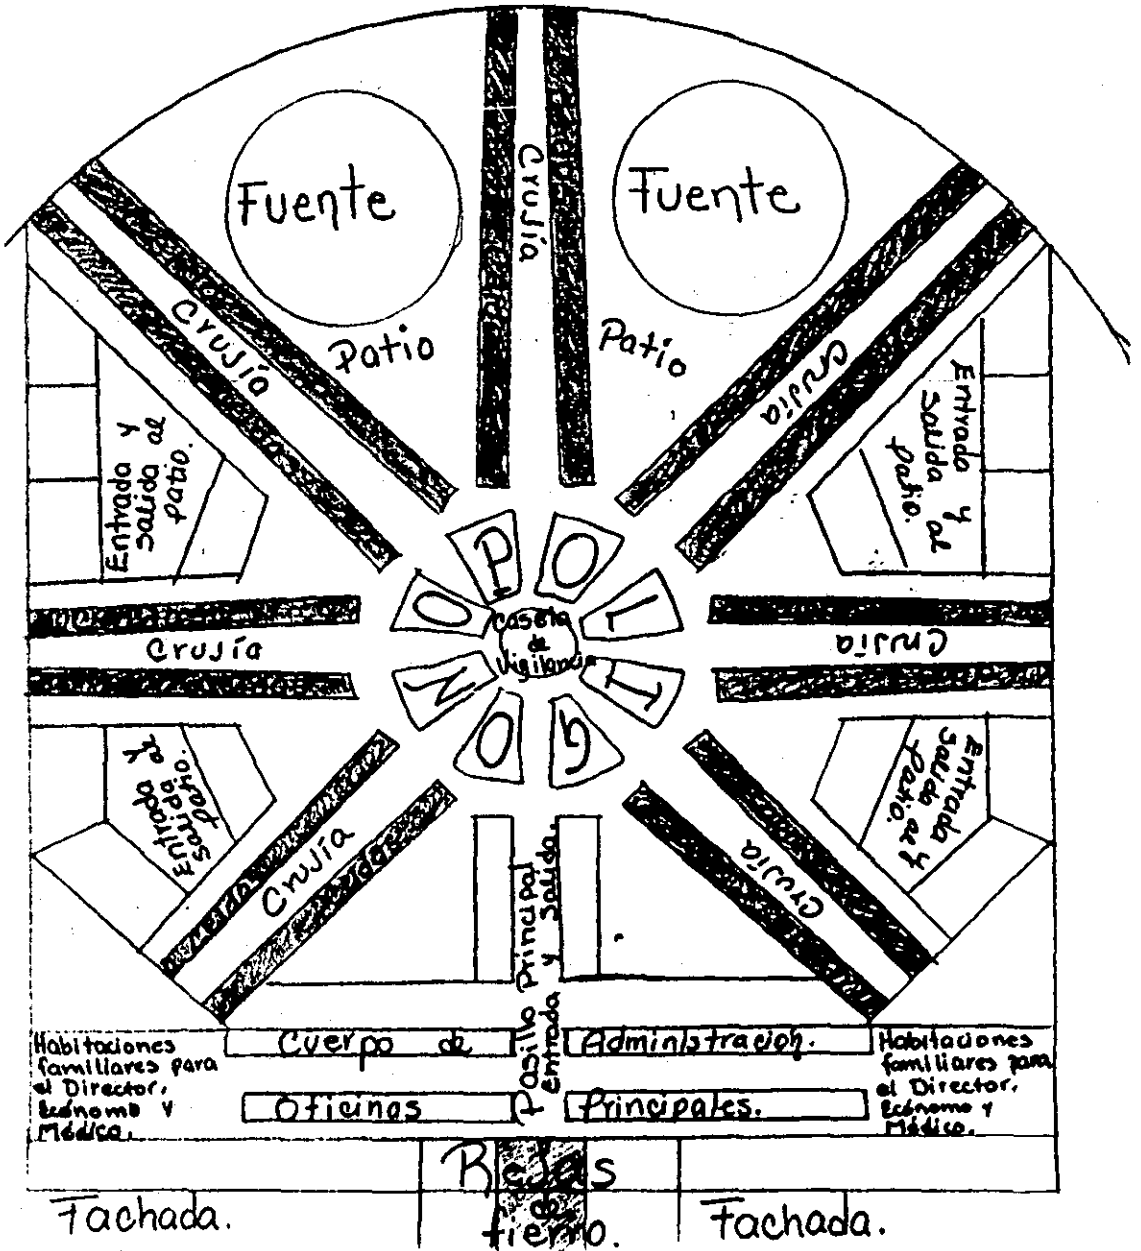 Fuente
Fuente
Crujía
Crujía
Patio
Patio
Crujía
Entrada y
salida al
patio.
Entrada y
Salida al
patio.
POLIGONO
Caseta
de
Vigilancia
Crujía
Crujía
Entrada y
salida al
Patio.
Entrada y
Salida al
Patio.
Crujía
Crujía
Pasillo Principal
entrada y Salida.
Cuerpo de
Administración.
Oficinas
Principales.
Habitaciones
familiares para
el Director,
Ecónomo y
Médico.
Habitaciones
familiares para
el Director,
Ecónomo y
Médico.
Rejas
de
fierro.
Fachada.
Fachada.